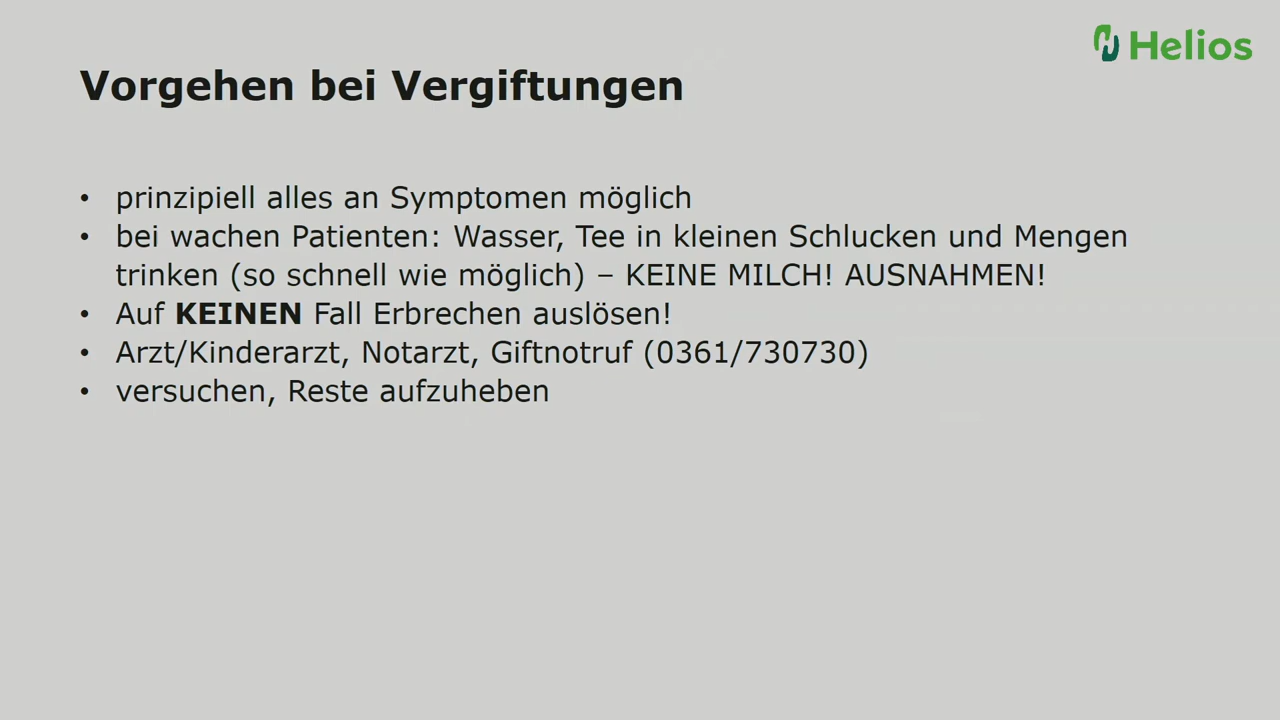 Helios
Vorgehen bei Vergiftungen
• prinzipiell alles an Symptomen möglich
• bei wachen Patienten: Wasser, Tee in kleinen Schlucken und Mengen
trinken (so schnell wie möglich) – KEINE MILCH! AUSNAHMEN!
• Auf KEINEN Fall Erbrechen auslösen!
• Arzt/Kinderarzt, Notarzt, Giftnotruf (0361/730730)
• versuchen, Reste aufzuheben